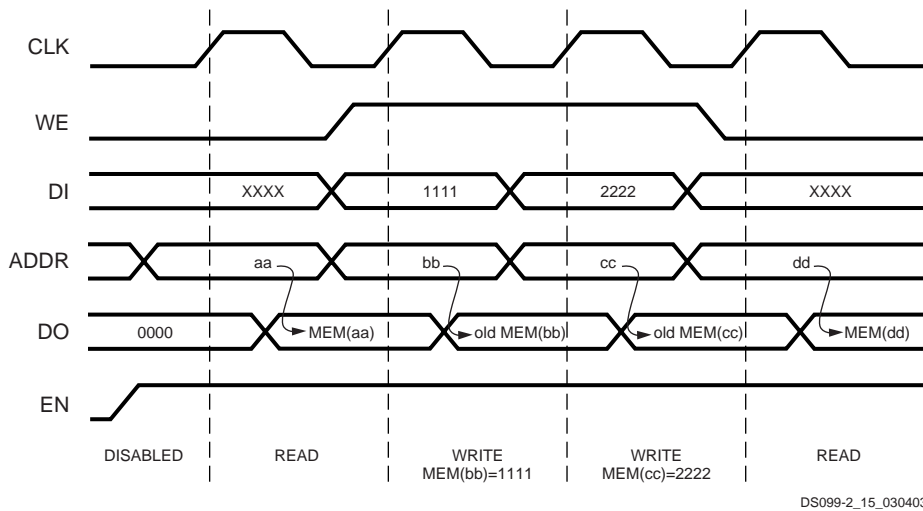 CLK
WE
DI XXXX 1111 2222 XXXX
ADDR aa bb cc dd
DO 0000 MEM(aa) old MEM(bb) old MEM(cc) MEM(dd)
EN
DISABLED READ WRITE WRITE READ
MEM(bb)=1111 MEM(cc)=2222
DS099-2_15_030403